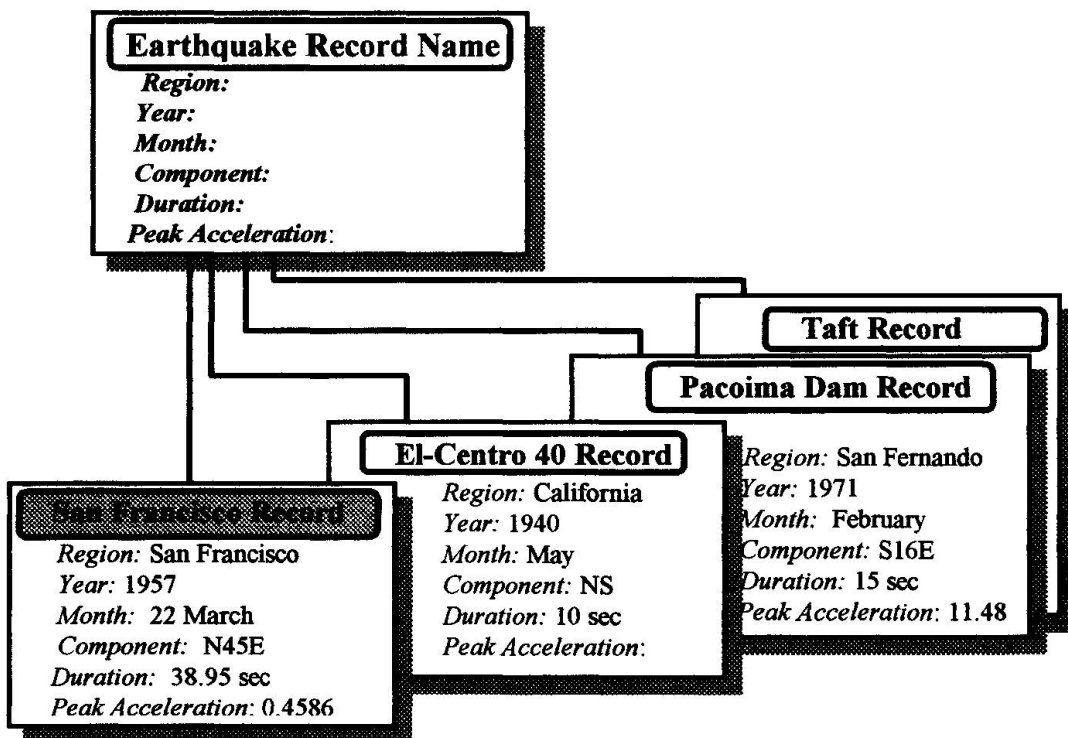 Earthquake Record Name
Region:
Year:
Month:
Component:
Duration:
Peak Acceleration:
Taft Record
Pacoima Dam Record
Region: San Fernando
Year: 1971
Month: February
Component: S16E
Duration: 15 sec
Peak Acceleration: 11.48
El-Centro 40 Record
Region: California
Year: 1940
Month: May
Component: NS
Duration: 10 sec
Peak Acceleration:
San Francisco Record
Region: San Francisco
Year: 1957
Month: 22 March
Component: N45E
Duration: 38.95 sec
Peak Acceleration: 0.4586